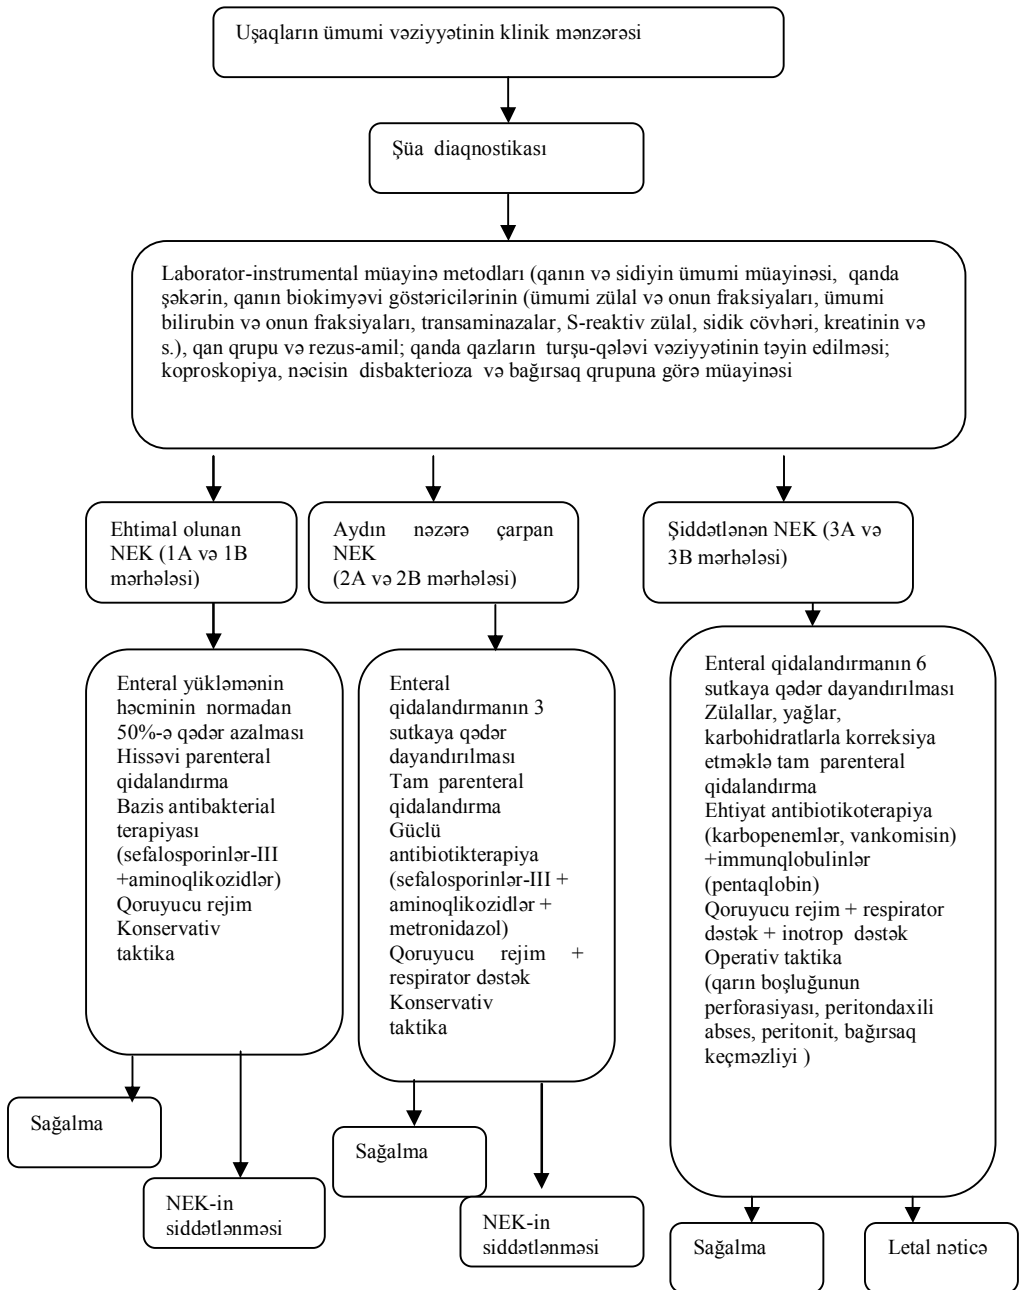 Uşaqların ümumi vəziyyətinin klinik mənzərəsi
Şüa diaqnostikası
Laborator-instrumental müayinə metodları (qanın və sidiyin ümumi müayinəsi, qanda
şəkərin, qanın biokimyəvi göstəricilərinin (ümumi zülal və onun fraksiyaları, ümumi
bilirubin və onun fraksiyaları, transaminazalar, S-reaktiv zülal, sidik cövhəri, kreatinin və
s.), qan qrupu və rezus-amil; qanda qazların turşu-qələvi vəziyyətinin təyin edilməsi;
koproskopiya, nəcisin disbakterioza və bağırsaq qrupuna görə müayinəsi
Ehtimal olunan
NEK (1A və 1B
mərhələsi)
Aydın nəzərə çarpan
NEK
(2A və 2B mərhələsi)
Şiddətlənən NEK (3A və
3B mərhələsi)
Enteral yükləmənin
həcminin normadan
50%-ə qədər azalması
Hissəvi parenteral
qidalandırma
Bazis antibakterial
terapiyası
(sefalosporinlər-III
+aminoqlikozidlər)
Qoruyucu rejim
Konservativ
taktika
Enteral
qidalandırmanın 3
sutkaya qədər
dayandırılması
Tam parenteral
qidalandırma
Güclü
antibiotikterapiya
(sefalosporinlər-III +
aminoqlikozidlər +
metronidazol)
Qoruyucu rejim +
respirator dəstək
Konservativ
taktika
Enteral qidalandırmanın 6
sutkaya qədər dayandırılması
Zülallar, yağlar,
karbohidratlarla korreksiya
etməklə tam parenteral
qidalandırma
Ehtiyat antibiotikoterapiya
(karbopenemlər, vankomisin)
+immunqlobulinlər
(pentaqlobin)
Qoruyucu rejim + respirator
dəstək + inotrop dəstək
Operativ taktika
(qarın boşluğunun
perforasiyası, peritondaxili
abses, peritonit, bağırsaq
keçməzliyi )
Sağalma
NEK-in
siddətlənməsi
Sağalma
NEK-in
siddətlənməsi
Sağalma
Letal nəticə